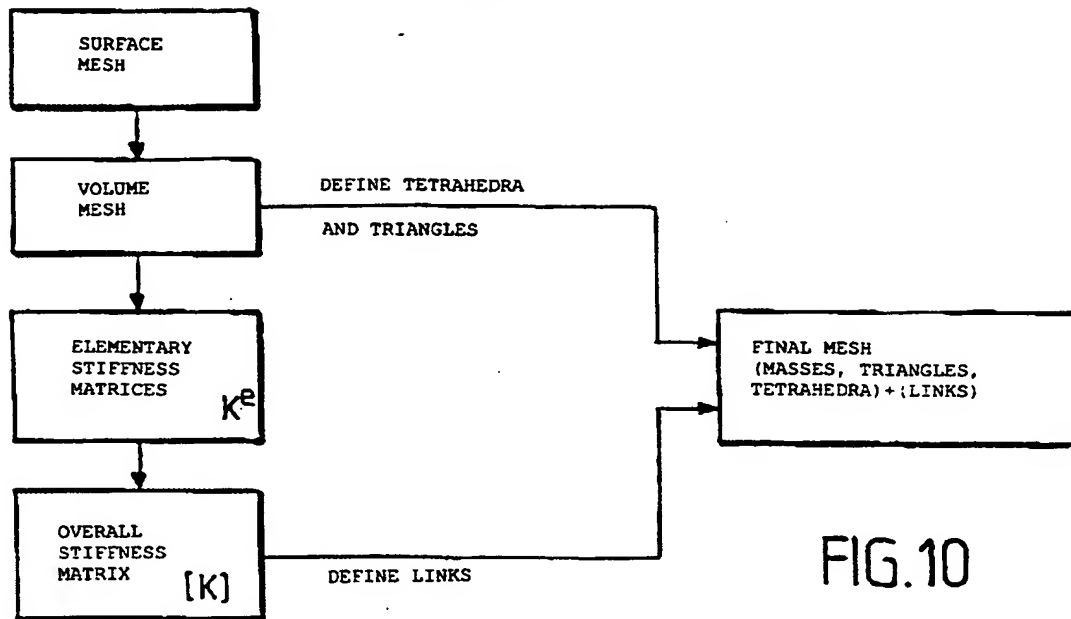 SURFACE
MESH
VOLUME
MESH
DEFINE TETRAHEDRA
AND TRIANGLES
ELEMENTARY
STIFFNESS
MATRICES
K^e
FINAL MESH
(MASSES, TRIANGLES,
TETRAHEDRA)+(LINKS)
OVERALL
STIFFNESS
MATRIX
[K]
DEFINE LINKS
FIG.10